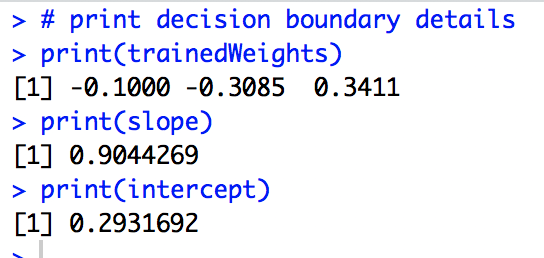 > # print decision boundary details
> print(trainedWeights)
[1] -0.1000 -0.3085  0.3411
> print(slope)
[1] 0.9044269
> print(intercept)
[1] 0.2931692
>